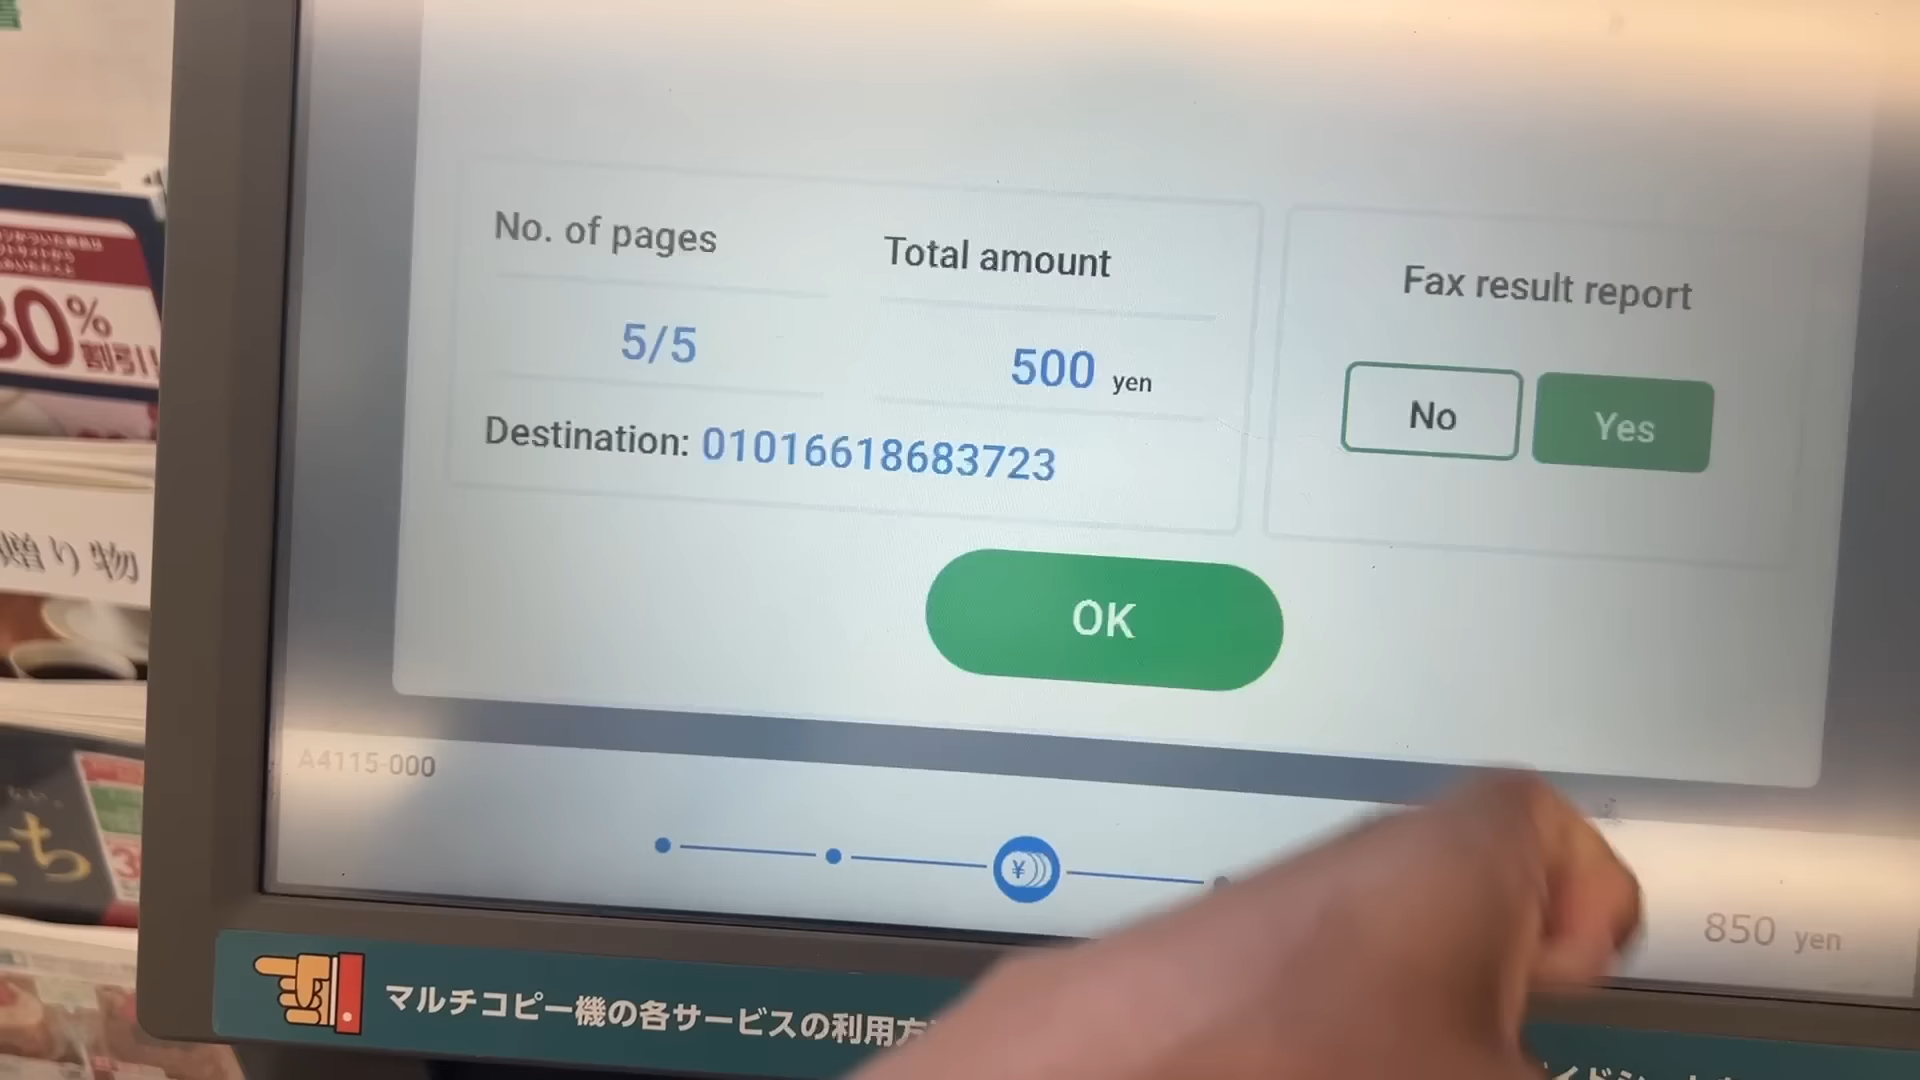 No. of pages
Total amount
Fax result report
5/5
500 yen
No
Yes
Destination: 01016618683723
OK
A4115-000
¥
850 yen
マルチコピー機の各サービスの利用方
30%
割引
贈り物